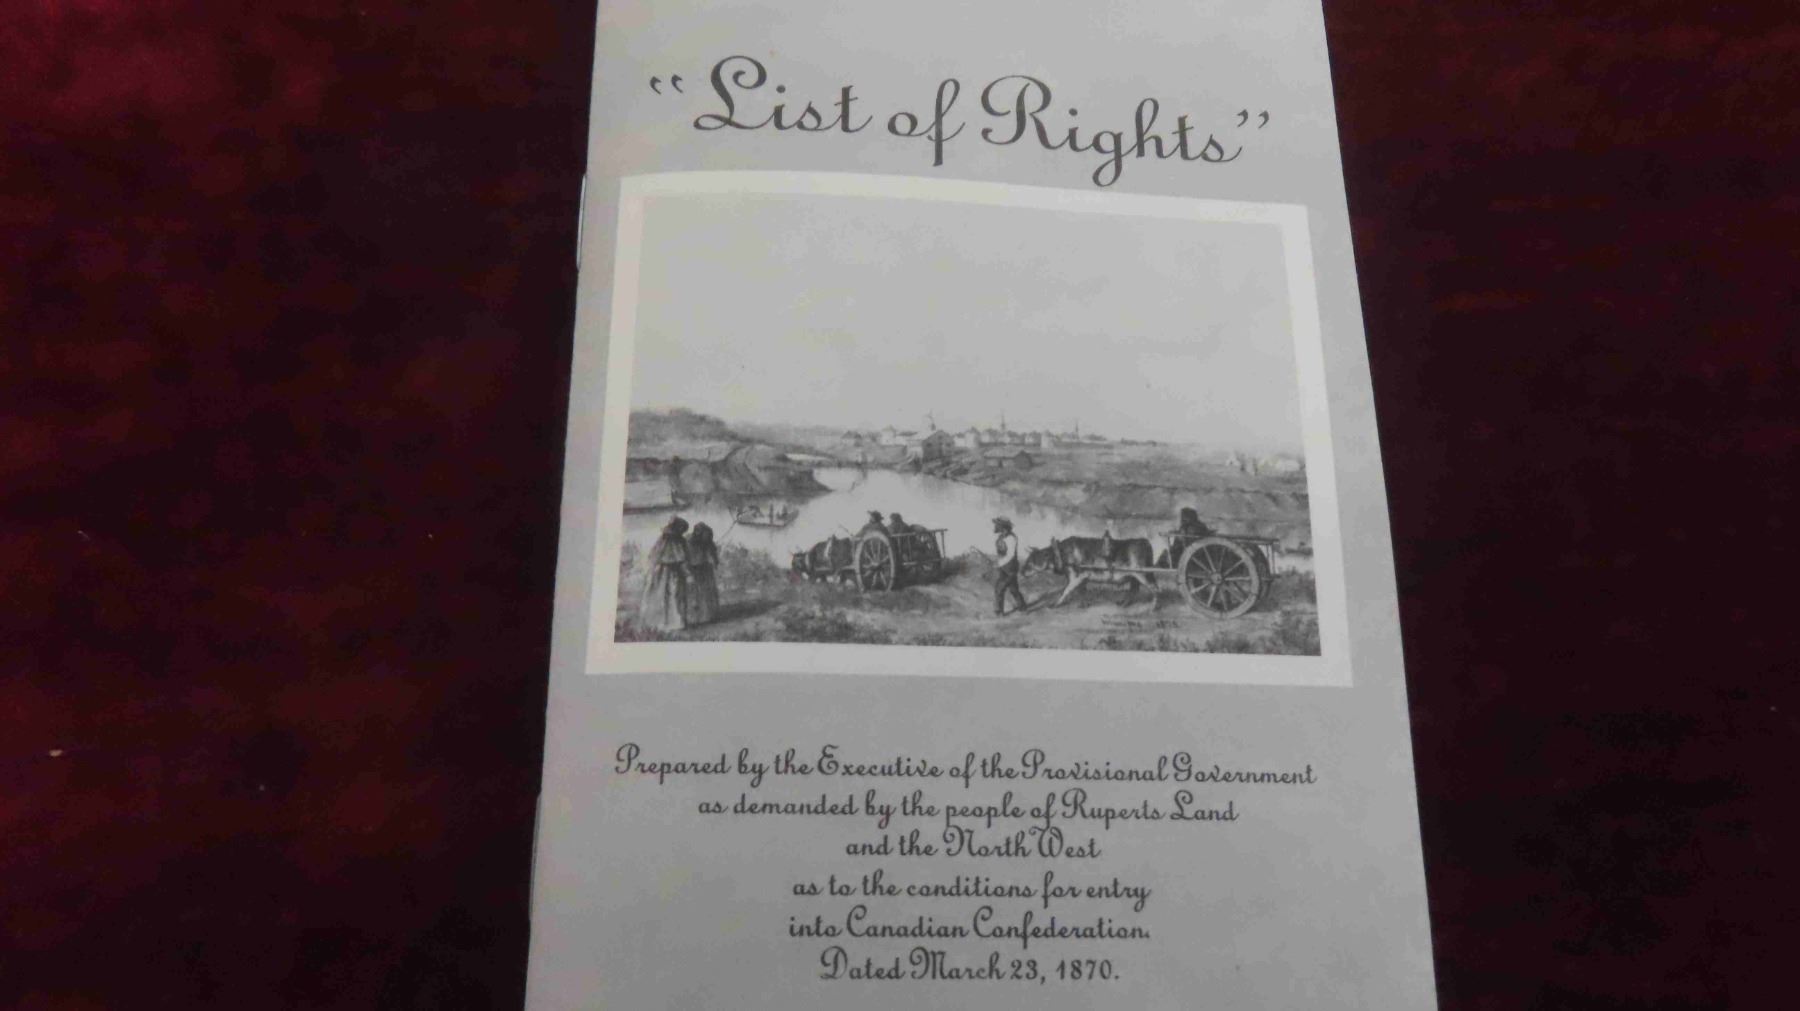 “List of Rights”
Prepared by the Executive of the Provisional Government
as demanded by the people of Ruperts Land
and the North West
as to the conditions for entry
into Canadian Confederation.
Dated March 23, 1870.